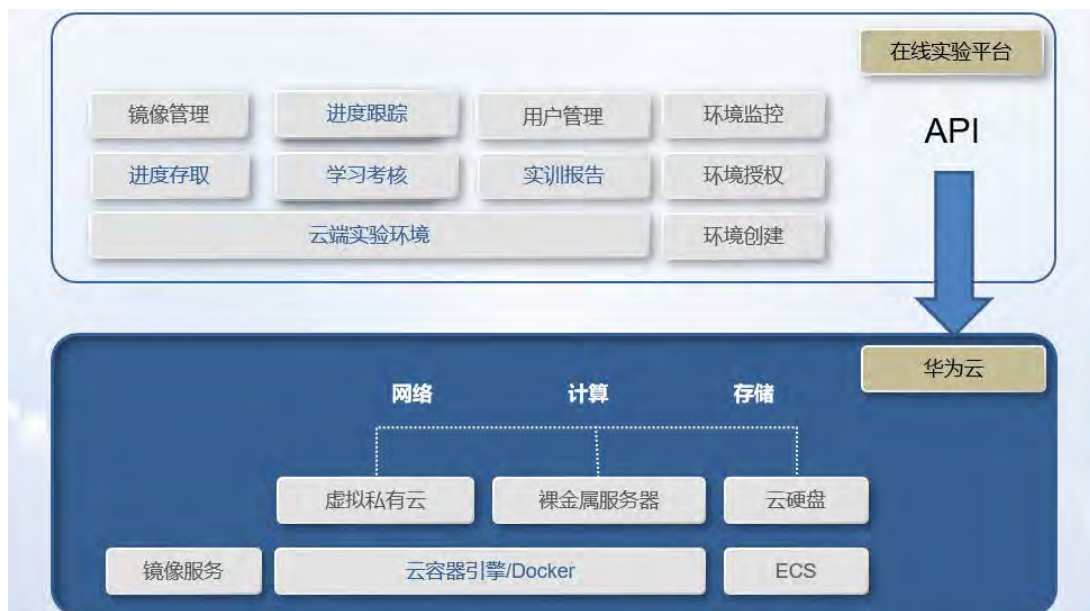 在线实验平台
镜像管理 进度跟踪 用户管理 环境监控
API
进度存取 学习考核 实训报告 环境授权
云端实验环境 环境创建
华为云
网络 计算 存储
虚拟私有云 裸金属服务器 云硬盘
镜像服务 云容器引擎/Docker ECS